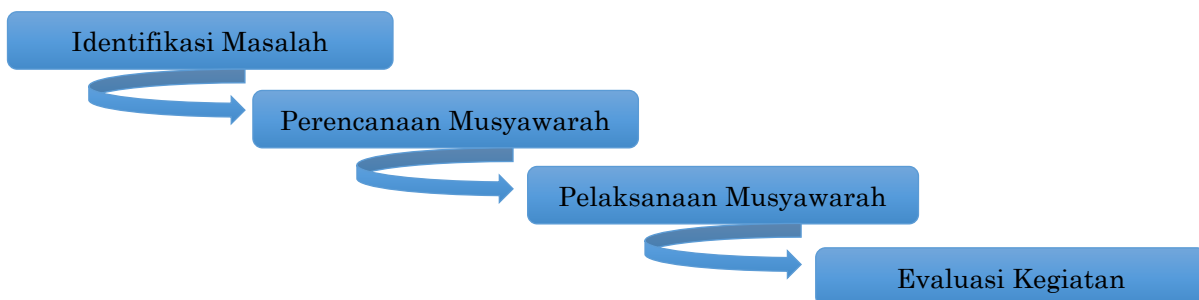 Identifikasi Masalah
Perencanaan Musyawarah
Pelaksanaan Musyawarah
Evaluasi Kegiatan